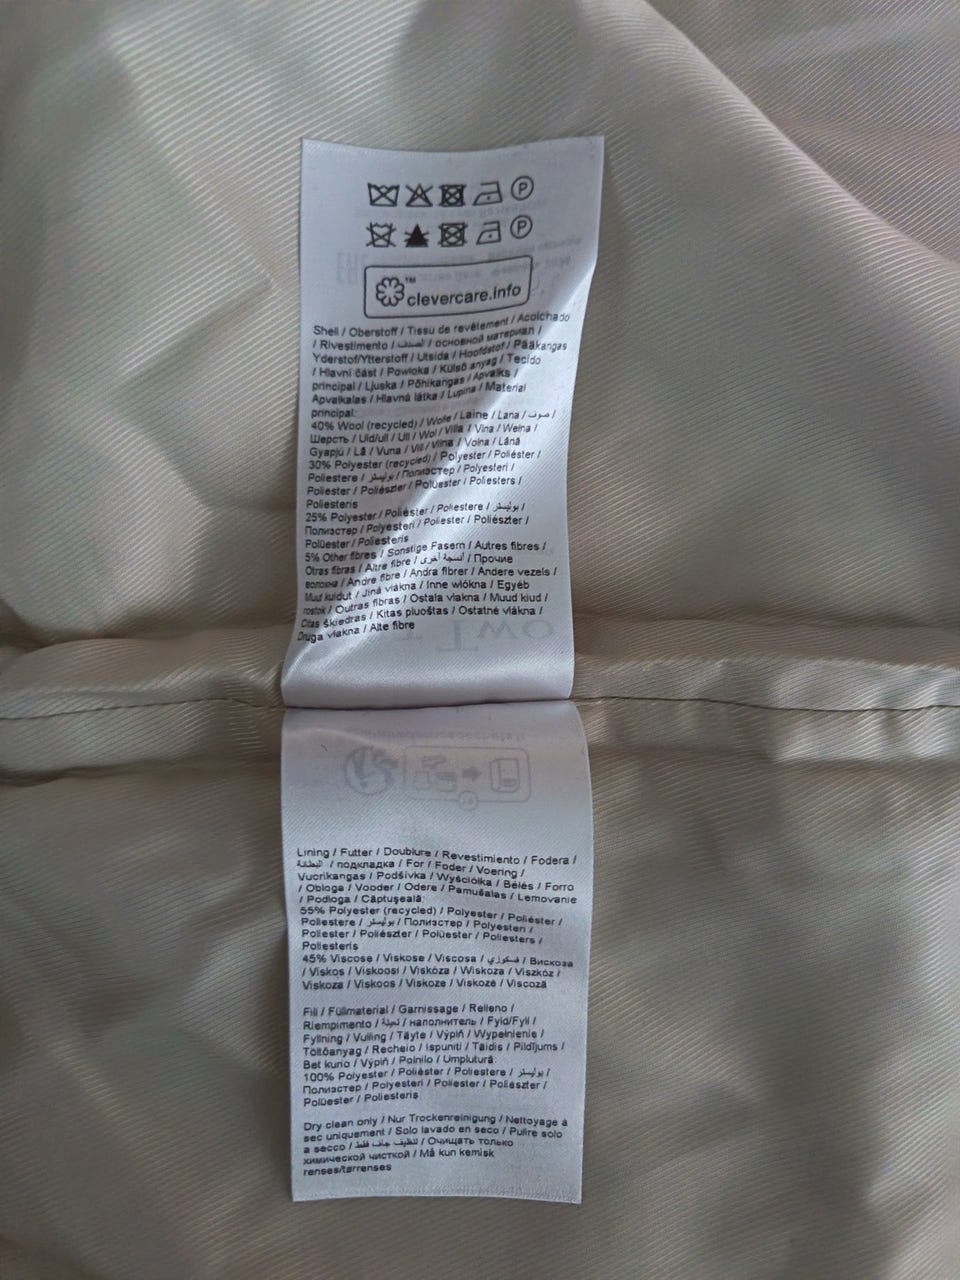 P
P
™
clevercare.info
Shell / Oberstoff / Tissu de revêtement / Acolchado
/ Rivestimento / الصدف / основной материал /
Yderstof/Ytterstoff / Utsida / Hoofdstof / Pääkangas
/ Hlavní část / Powłoka / Külső anyag / Tecido
principal / Ljuska / Põhikangas / Apvalks /
Apvalkalas / Hlavná látka / Lupina / Material
principal:
40% Wool (recycled) / Wolle / Laine / Lana / صوف /
Шерсть / Uld/ull / Ull / Wol / Villa / Vlna / Wełna /
Gyapjú / Lã / Vuna / Vill / Vilna / Volna / Lână
30% Polyester (recycled) / Polyester / Poliéster /
Poliestere / بوليستر / Полиэстер / Polyesteri /
Poliester / Poliészter / Polüester / Poliesters /
Poliesteris
25% Polyester / Poliéster / Poliestere / بوليستر /
Полиэстер / Polyesteri / Poliester / Poliészter /
Polüester / Poliesteris
5% Other fibres / Sonstige Fasern / Autres fibres /
Otras fibras / Altre fibre / أنسجة أخرى / Прочие
волокна / Andre fibre / Andra fibrer / Andere vezels /
Muut kuidut / Jiná vlákna / Inne włókna / Egyéb
rostok / Outras fibras / Ostala vlakna / Muud kiud /
Citas šķiedras / Kitas pluoštas / Ostatné vlákna /
Druga vlakna / Alte fibre
Lining / Futter / Doublure / Revestimiento / Fodera /
البطانة / подкладка / For / Foder / Voering /
Vuorikangas / Podšívka / Wyściółka / Bélés / Forro
/ Obloga / Vooder / Odere / Pamušalas / Lemovanie
/ Podloga / Căptuşeală:
55% Polyester (recycled) / Polyester / Poliéster /
Poliestere / بوليستر / Полиэстер / Polyesteri /
Poliester / Poliészter / Polüester / Poliesters /
Poliesteris
45% Viscose / Viskose / Viscosa / فسكوزي / Вискоза
/ Viskos / Viskoosi / Viskóza / Wiskoza / Viszkóz /
Viskoza / Viskoos / Viskoze / Viskozė / Viscoză
Fill / Füllmaterial / Garnissage / Relleno /
Riempimento / تعبئة / наполнитель / Fyld/Fyll /
Fyllning / Vulling / Täyte / Výplň / Wypełnienie /
Töltőanyag / Recheio / Ispuniti / Täidis / Pildījums /
Bet kurio / Výplň / Polnilo / Umplutură:
100% Polyester / Poliéster / Poliestere / بوليستر /
Полиэстер / Polyesteri / Poliester / Poliészter /
Polüester / Poliesteris
Dry clean only / Nur Trockenreinigung / Nettoyage à
sec uniquement / Solo lavado en seco / Pulire solo
a secco / لتنظيف جاف فقط / Очищать только
химической чисткой / Må kun kemisk
renses/tørrenses